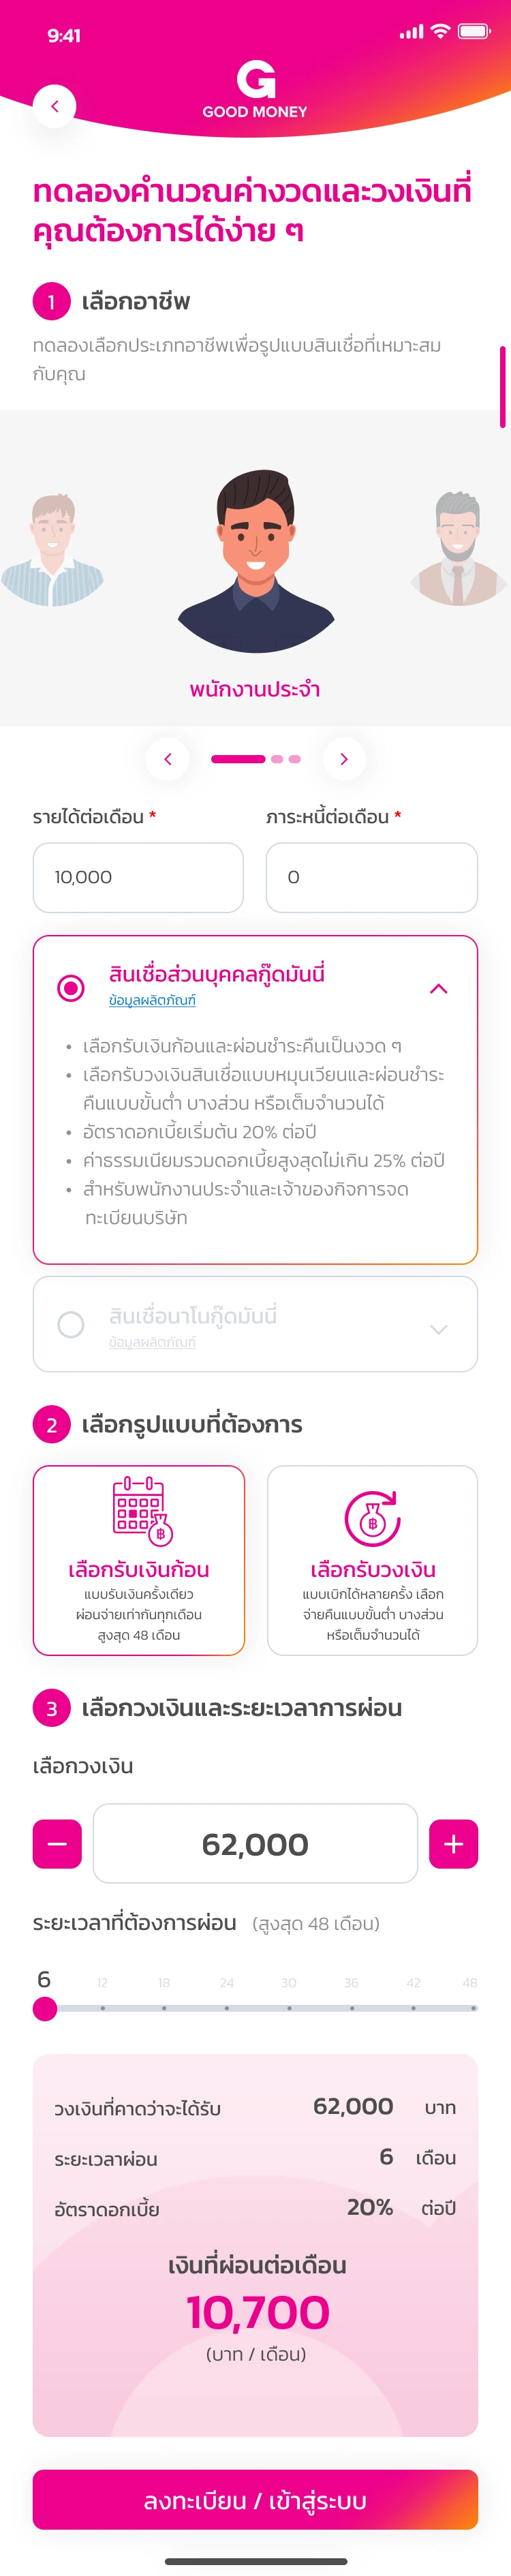 9:41
G
GOOD MONEY
ทดลองคำนวณค่างวดและวงเงินที่
คุณต้องการได้ง่าย ๆ
1 เลือกอาชีพ
ทดลองเลือกประเภทอาชีพเพื่อรูปแบบสินเชื่อที่เหมาะสม
กับคุณ
พนักงานประจำ
รายได้ต่อเดือน * ภาระหนี้ต่อเดือน *
10,000 0
สินเชื่อส่วนบุคคลกู๊ดมันนี่
ข้อมูลผลิตภัณฑ์
• เลือกรับเงินก้อนและผ่อนชำระคืนเป็นงวด ๆ
• เลือกรับวงเงินสินเชื่อแบบหมุนเวียนและผ่อนชำระ
คืนแบบขั้นต่ำ บางส่วน หรือเต็มจำนวนได้
• อัตราดอกเบี้ยเริ่มต้น 20% ต่อปี
• ค่าธรรมเนียมรวมดอกเบี้ยสูงสุดไม่เกิน 25% ต่อปี
• สำหรับพนักงานประจำและเจ้าของกิจการจด
ทะเบียนบริษัท
สินเชื่อนาโนกู๊ดมันนี่
ข้อมูลผลิตภัณฑ์
2 เลือกรูปแบบที่ต้องการ
เลือกรับเงินก้อน
แบบรับเงินครั้งเดียว
ผ่อนจ่ายเท่ากันทุกเดือน
สูงสุด 48 เดือน
เลือกรับวงเงิน
แบบเบิกได้หลายครั้ง เลือก
จ่ายคืนแบบขั้นต่ำ บางส่วน
หรือเต็มจำนวนได้
3 เลือกวงเงินและระยะเวลาการผ่อน
เลือกวงเงิน
62,000
ระยะเวลาที่ต้องการผ่อน (สูงสุด 48 เดือน)
6 12 18 24 30 36 42 48
วงเงินที่คาดว่าจะได้รับ 62,000 บาท
ระยะเวลาผ่อน 6 เดือน
อัตราดอกเบี้ย 20% ต่อปี
เงินที่ผ่อนต่อเดือน
10,700
(บาท / เดือน)
ลงทะเบียน / เข้าสู่ระบบ